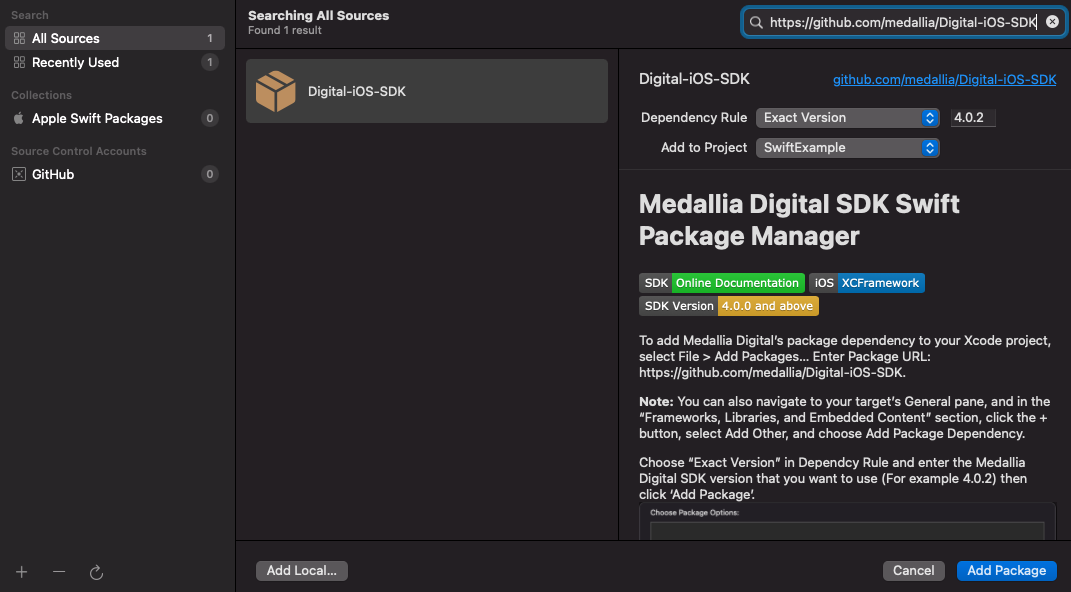 Search
All Sources 1
Recently Used 1
Collections
Apple Swift Packages 0
Source Control Accounts
GitHub 0
Searching All Sources
Found 1 result
https://github.com/medallia/Digital-iOS-SDK
Digital-iOS-SDK
Digital-iOS-SDK github.com/medallia/Digital-iOS-SDK
Dependency Rule Exact Version 4.0.2
Add to Project SwiftExample
Medallia Digital SDK Swift
Package Manager
SDK Online Documentation iOS XCFramework
SDK Version 4.0.0 and above
To add Medallia Digital’s package dependency to your Xcode project,
select File > Add Packages... Enter Package URL:
https://github.com/medallia/Digital-iOS-SDK.
Note: You can also navigate to your target’s General pane, and in the
“Frameworks, Libraries, and Embedded Content” section, click the +
button, select Add Other, and choose Add Package Dependency.
Choose “Exact Version” in Dependcy Rule and enter the Medallia
Digital SDK version that you want to use (For example 4.0.2) then
click ‘Add Package’.
Choose Package Options:
Add Local... Cancel Add Package